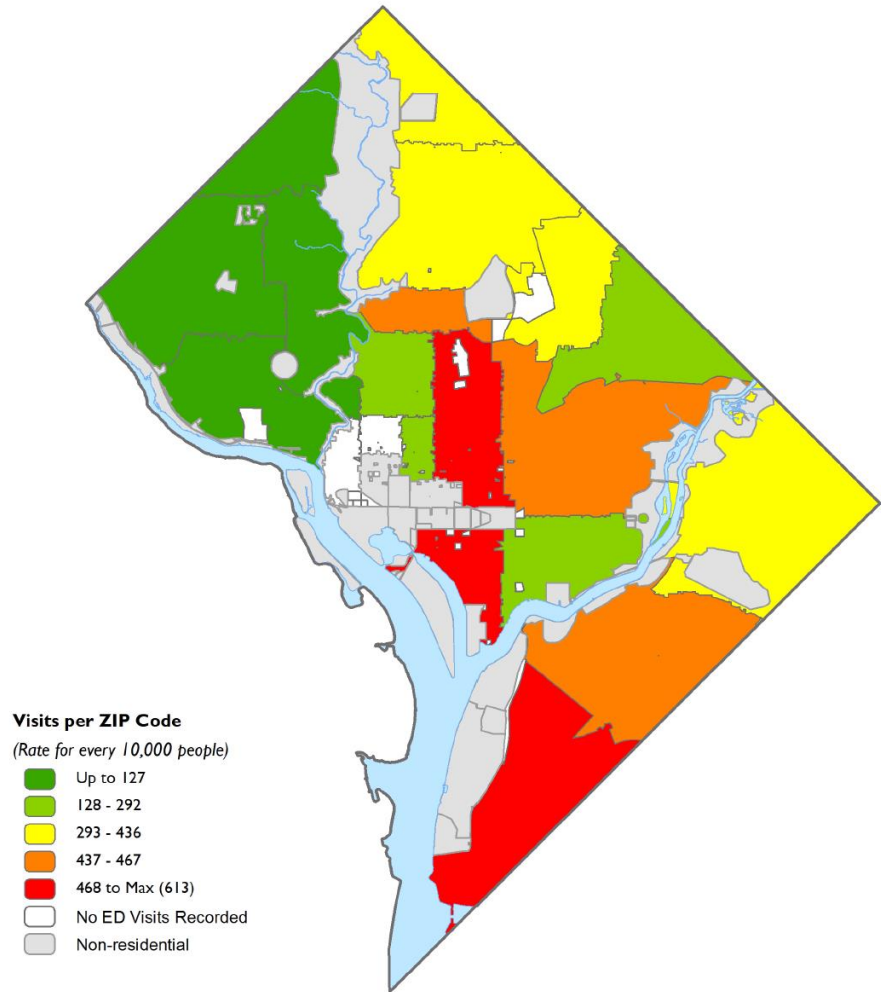 Visits per ZIP Code
(Rate for every 10,000 people)
Up to 127
128 - 292
293 - 436
437 - 467
468 to Max (613)
No ED Visits Recorded
Non-residential